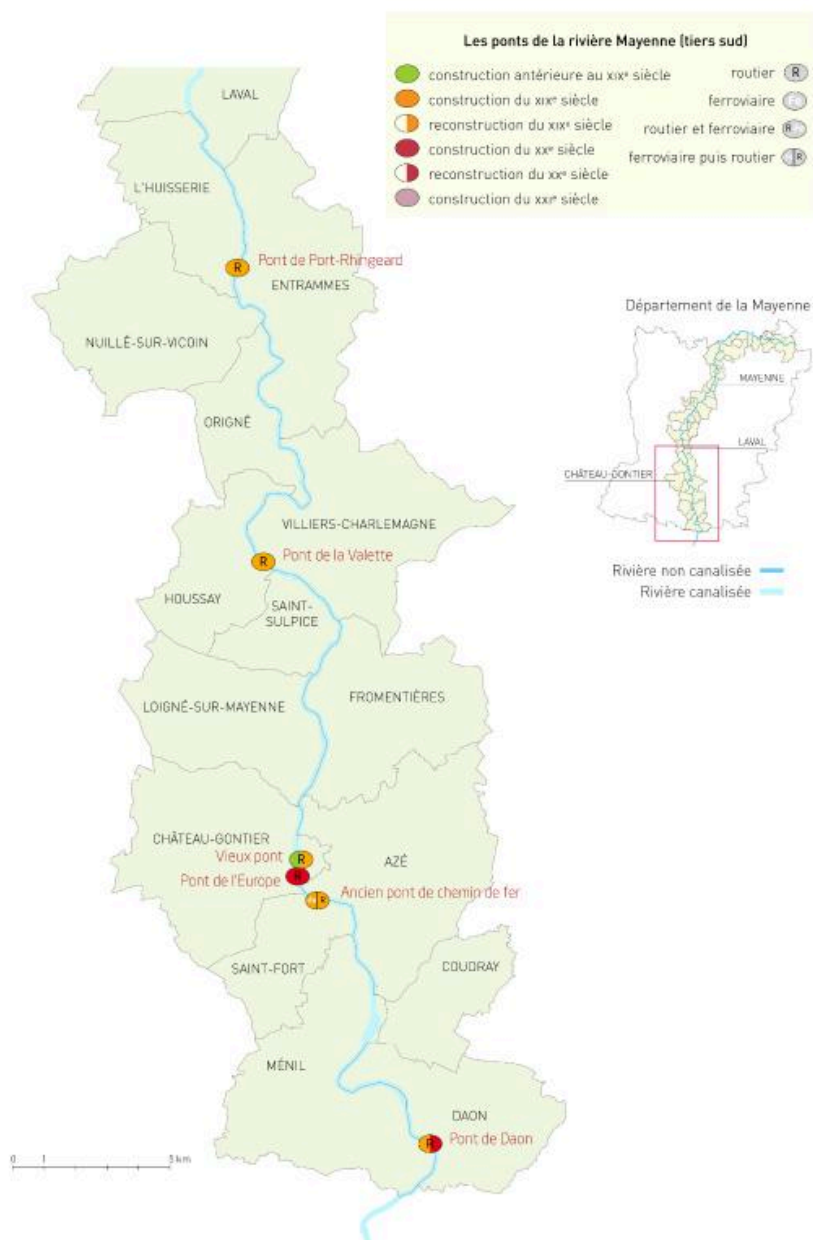 Les ponts de la rivière Mayenne (tiers sud)
construction antérieure au XIXe siècle
construction du XIXe siècle
reconstruction du XIXe siècle
construction du XXe siècle
reconstruction du XXe siècle
construction du XXIe siècle
routier R
ferroviaire
routier et ferroviaire R
ferroviaire puis routier R
LAVAL
L'HUISSERIE
R Pont de Port-Rhingeard
ENTRAMMES
NUILLÉ-SUR-VICOIN
ORIGNÉ
VILLIERS-CHARLEMAGNE
R Pont de la Valette
HOUSSAY
SAINT-
SULPICE
LOIGNÉ-SUR-MAYENNE
FROMENTIÈRES
CHÂTEAU-GONTIER
Vieux pont R
AZÉ
Pont de l'Europe R
Ancien pont de chemin de fer
R
SAINT-FORT
COUDRAY
MÉNIL
DAON
R Pont de Daon
0 1 5 km
Département de la Mayenne
MAYENNE
LAVAL
CHÂTEAU-GONTIER
Rivière non canalisée
Rivière canalisée